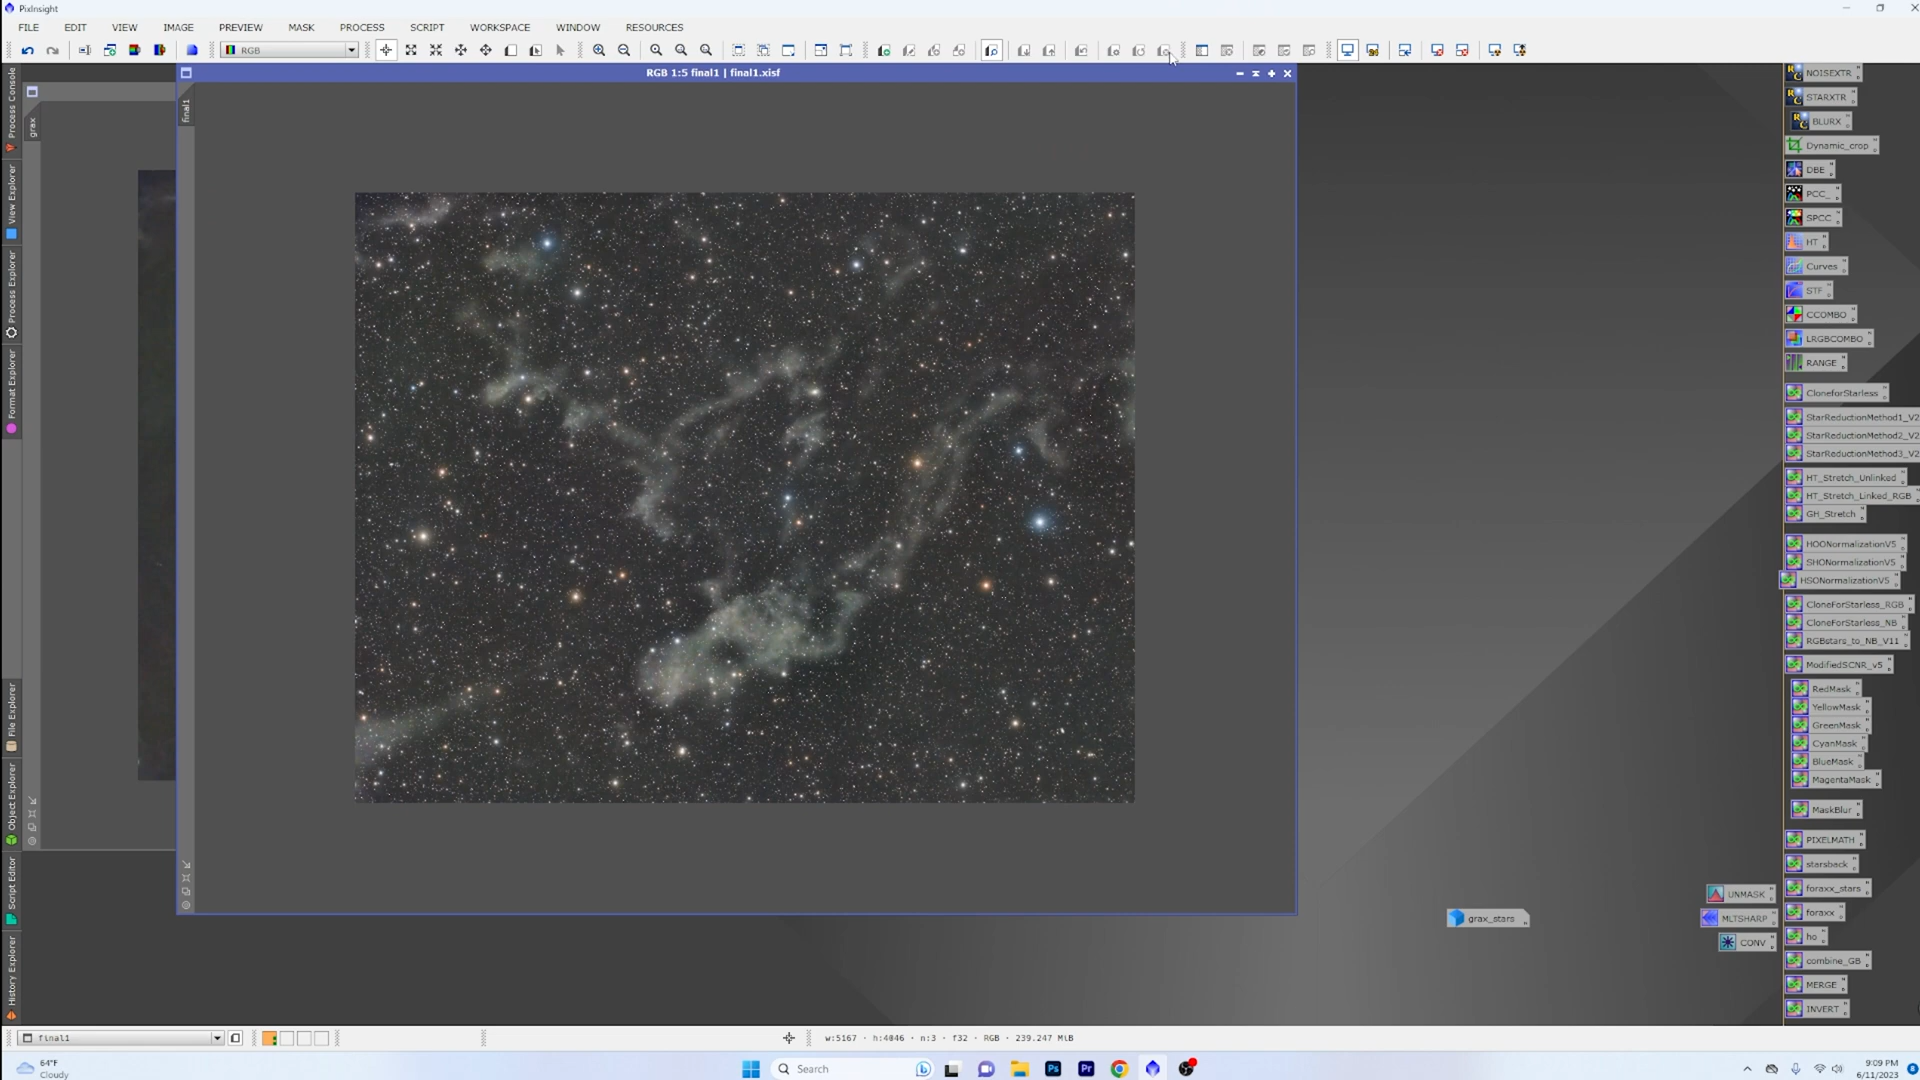 PixInsight
FILE EDIT VIEW IMAGE PREVIEW MASK PROCESS SCRIPT WORKSPACE WINDOW RESOURCES
RGB
RGB 1:5 final1 | final1.xisf
Process Console
View Explorer
Process Explorer
Format Explorer
File Explorer
Object Explorer
Script Editor
History Explorer
grax
final1
NOISEXTR
STARXTR
BLURX
Dynamic_crop
DBE
PCC_
SPCC
HT
Curves
STF
CCOMBO
LRGBCOMBO
RANGE
CloneforStarless
StarReductionMethod1_V2
StarReductionMethod2_V2
StarReductionMethod3_V2
HT_Stretch_Unlinked
HT_Stretch_Linked_RGB
GH_Stretch
HOONormalizationV5
SHONormalizationV5
HSONormalizationV5
CloneForStarless_RGB
CloneForStarless_NB
RGBstars_to_NB_V11
ModifiedSCNR_v5
RedMask
YellowMask
GreenMask
CyanMask
BlueMask
MagentaMask
MaskBlur
PIXELMATH
starsback
foraxx_stars
foraxx
ho
combine_GB
MERGE
INVERT
UNMASK
MLTSHARP
CONV
grax_stars
final1
w:5167 · h:4046 · n:3 · f32 · RGB · 239.247 MiB
64°F
Cloudy
Search
9:09 PM
6/11/2023